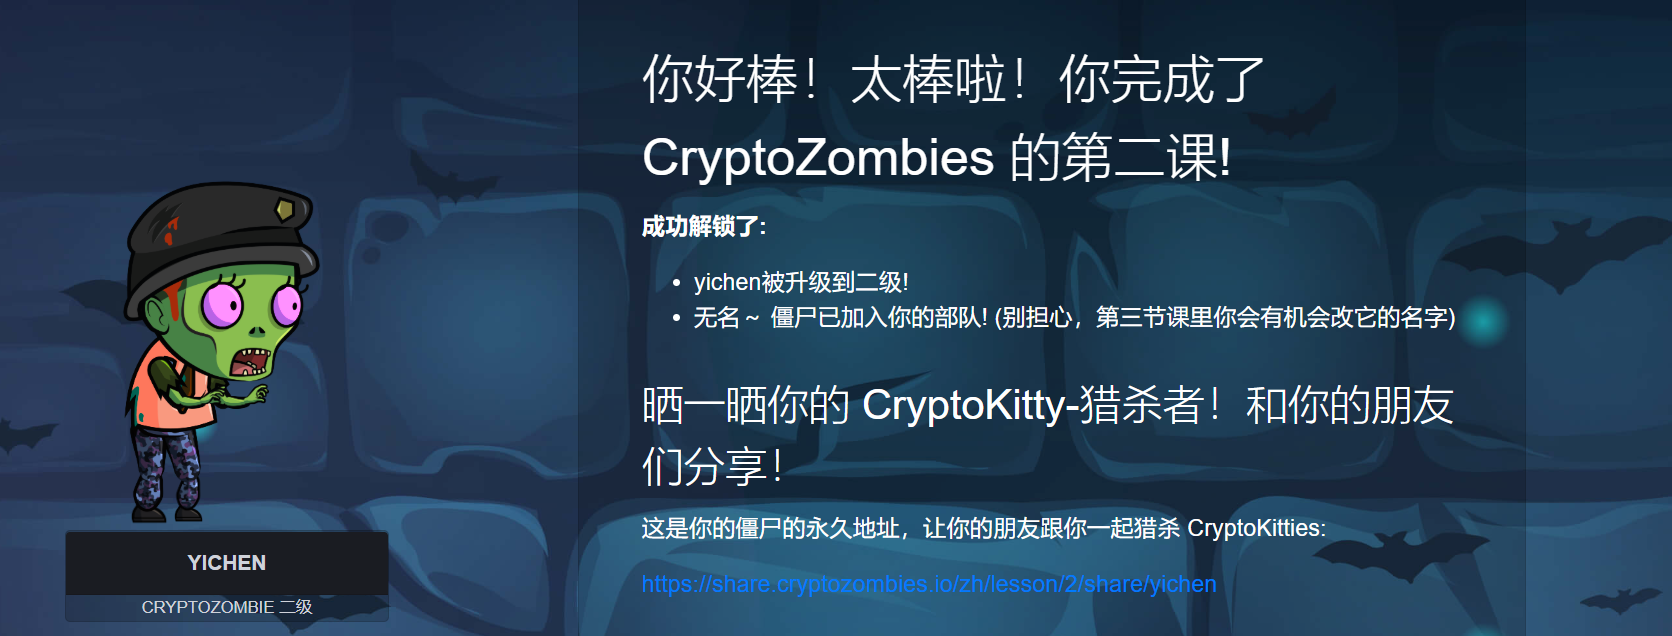 你好棒！太棒啦！你完成了
CryptoZombies 的第二课!
成功解锁了:
yichen被升级到二级!
无名～ 僵尸已加入你的部队! (别担心，第三节课里你会有机会改它的名字)
晒一晒你的 CryptoKitty-猎杀者！和你的朋友
们分享！
这是你的僵尸的永久地址，让你的朋友跟你一起猎杀 CryptoKitties:
https://share.cryptozombies.io/zh/lesson/2/share/yichen
YICHEN
CRYPTOZOMBIE 二级